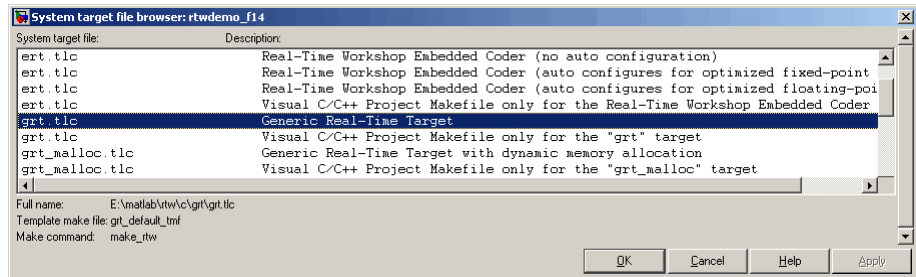 System target file browser: rtwdemo_f14
System target file: Description:
ert.tlc Real-Time Workshop Embedded Coder (no auto configuration)
ert.tlc Real-Time Workshop Embedded Coder (auto configures for optimized fixed-point
ert.tlc Real-Time Workshop Embedded Coder (auto configures for optimized floating-poi
ert.tlc Visual C/C++ Project Makefile only for the Real-Time Workshop Embedded Coder
grt.tlc Generic Real-Time Target
grt.tlc Visual C/C++ Project Makefile only for the "grt" target
grt_malloc.tlc Generic Real-Time Target with dynamic memory allocation
grt_malloc.tlc Visual C/C++ Project Makefile only for the "grt_malloc" target
Full name: E:\matlab\rtw\c\grt\grt.tlc
Template make file: grt_default_tmf
Make command: make_rtw
OK Cancel Help Apply